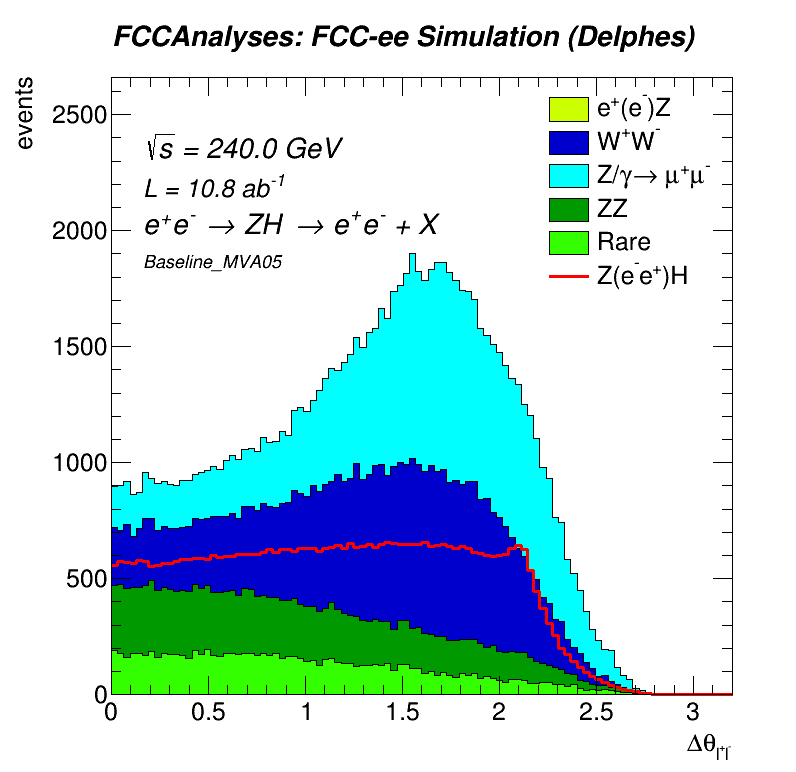 FCCAnalyses: FCC-ee Simulation (Delphes)
events
2500
2000
1500
1000
500
0
√s = 240.0 GeV
L = 10.8 ab⁻¹
e⁺e⁻ → ZH → e⁺e⁻ + X
Baseline_MVA05
e⁺(e⁻)Z
W⁺W⁻
Z/γ→ μ⁺μ⁻
ZZ
Rare
Z(e⁻e⁺)H
0 0.5 1 1.5 2 2.5 3
Δθ_l⁺l⁻